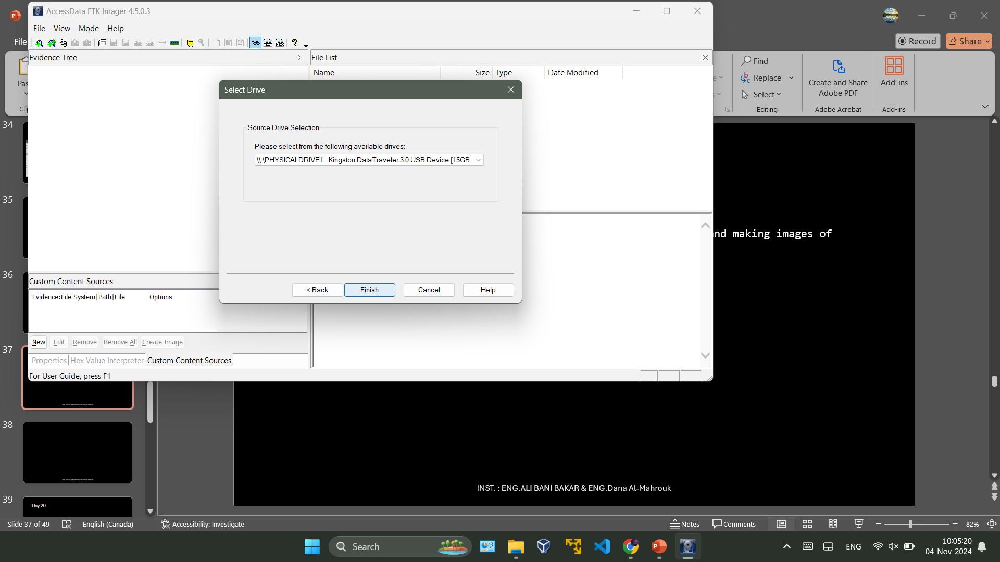 AccessData FTK Imager 4.5.0.3
File View Mode Help
Evidence Tree
File List
Name Size Type Date Modified
Select Drive
Source Drive Selection
Please select from the following available drives:
\\.\PHYSICALDRIVE1 - Kingston DataTraveler 3.0 USB Device [15GB
< Back Finish Cancel Help
Custom Content Sources
Evidence:File System|Path|File Options
New Edit Remove Remove All Create Image
Properties Hex Value Interpreter Custom Content Sources
For User Guide, press F1
File
Record Share
Pas
Clip
Find
Replace
Select
Editing
Create and Share
Adobe PDF
Adobe Acrobat
Add-ins
Add-ins
34
35
36
37
38
39
Day 20
nd making images of
INST. : ENG.ALI BANI BAKAR & ENG.Dana Al-Mahrouk
Slide 37 of 49 English (Canada) Accessibility: Investigate Notes Comments 82%
Search
ENG
10:05:20
04-Nov-2024